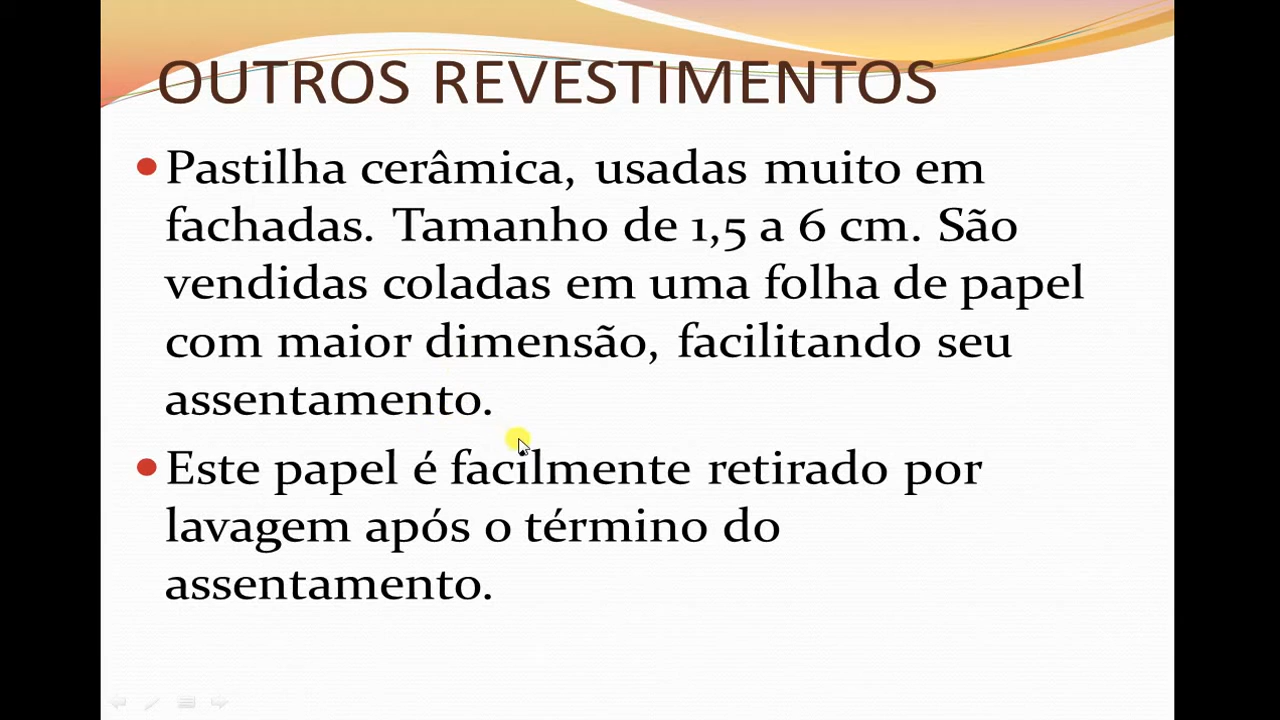 OUTROS REVESTIMENTOS
Pastilha cerâmica, usadas muito em
fachadas. Tamanho de 1,5 a 6 cm. São
vendidas coladas em uma folha de papel
com maior dimensão, facilitando seu
assentamento.
Este papel é facilmente retirado por
lavagem após o término do
assentamento.